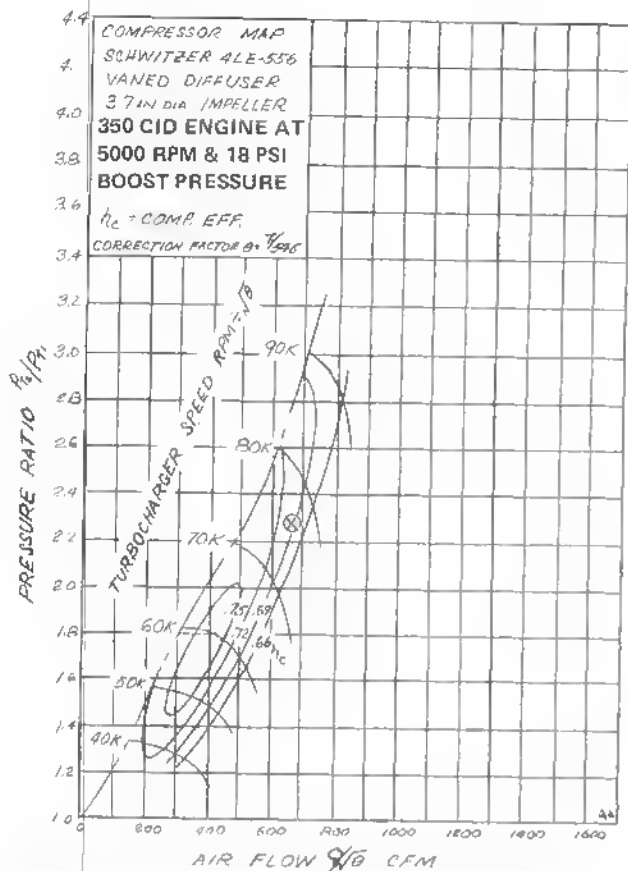 COMPRESSOR MAP
SCHWITZER 4LE-556
VANED DIFFUSER
3.7 IN DIA IMPELLER
350 CID ENGINE AT
5000 RPM & 18 PSI
BOOST PRESSURE
ηc = COMP. EFF.
CORRECTION FACTOR θ = T/545
4.4
4.
4.0
3.8
3.6
3.4
3.2
3.0
2.8
2.6
2.4
2.2
2.0
1.8
1.6
1.4
1.2
1.0
PRESSURE RATIO
TURBOCHARGER SPEED RPM ÷ √θ
90K
80K
70K
60K
50K
40K
.75
.69
.72
.66 ηc
0
200
400
600
800
1000
1200
1400
1600
AIR FLOW Q/√θ CFM